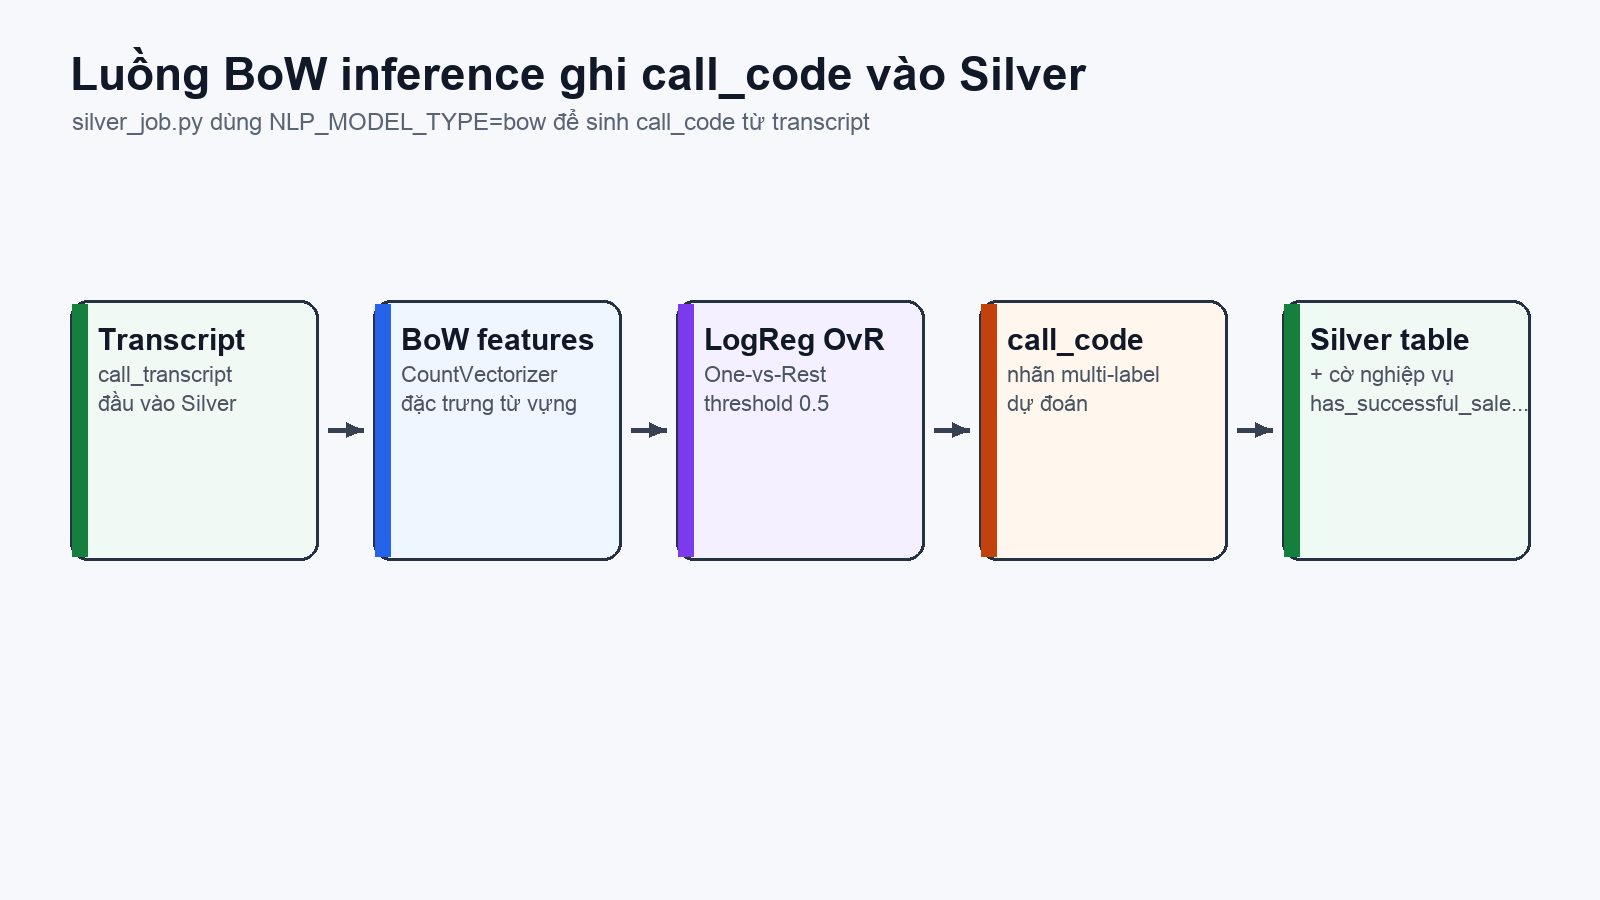 Luồng BoW inference ghi call_code vào Silver
silver_job.py dùng NLP_MODEL_TYPE=bow để sinh call_code từ transcript
Transcript
call_transcript
đầu vào Silver
BoW features
CountVectorizer
đặc trưng từ vựng
LogReg OvR
One-vs-Rest
threshold 0.5
call_code
nhãn multi-label
dự đoán
Silver table
+ cờ nghiệp vụ
has_successful_sale...